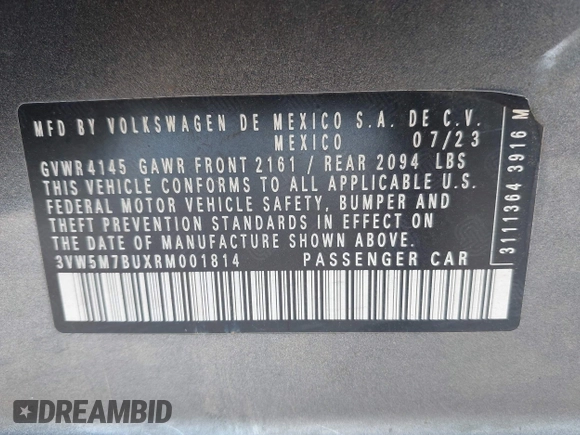 MFD BY VOLKSWAGEN DE MEXICO S.A. DE C.V.
MEXICO 07/23
GVWR 4145 GAWR FRONT 2161 / REAR 2094 LBS
THIS VEHICLE CONFORMS TO ALL APPLICABLE U.S.
FEDERAL MOTOR VEHICLE SAFETY, BUMPER AND
THEFT PREVENTION STANDARDS IN EFFECT ON
THE DATE OF MANUFACTURE SHOWN ABOVE.
3VW5M7BUXRM001814 PASSENGER CAR
3111364 3916 M
DREAMBID